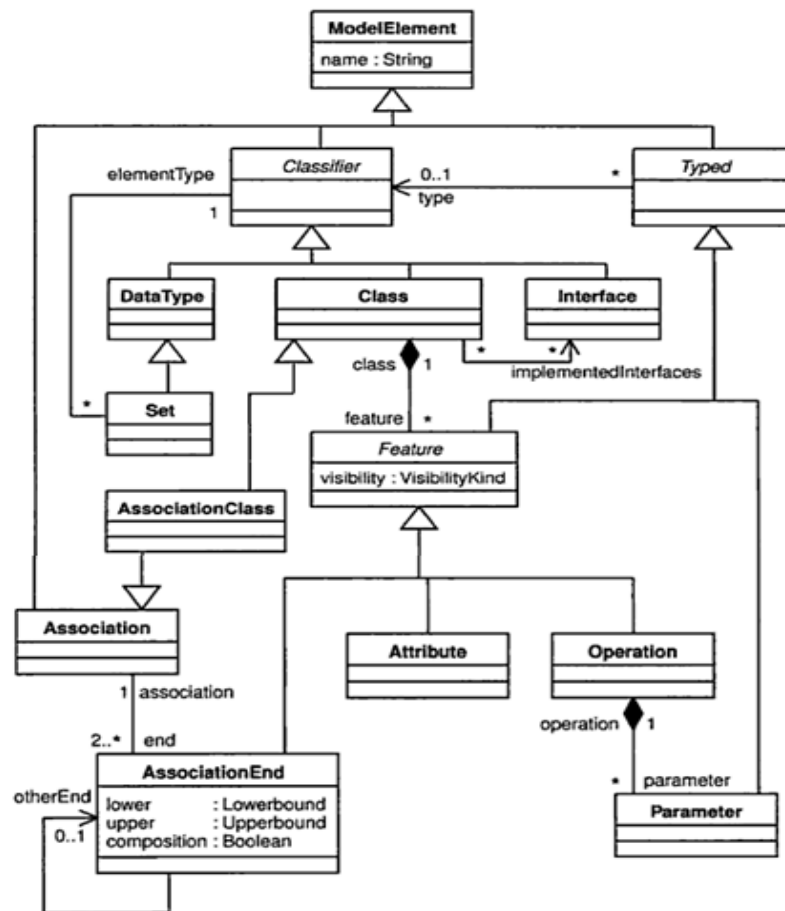 ModelElement
name : String
elementType
Classifier
0..1
*
Typed
1
type
DataType
Class
Interface
*
*
class
1
implementedInterfaces
*
Set
feature
*
Feature
visibility : VisibilityKind
AssociationClass
Association
Attribute
Operation
1
association
operation
1
2..*
end
AssociationEnd
*
parameter
otherEnd
lower : Lowerbound
Parameter
0..1
upper : Upperbound
composition : Boolean